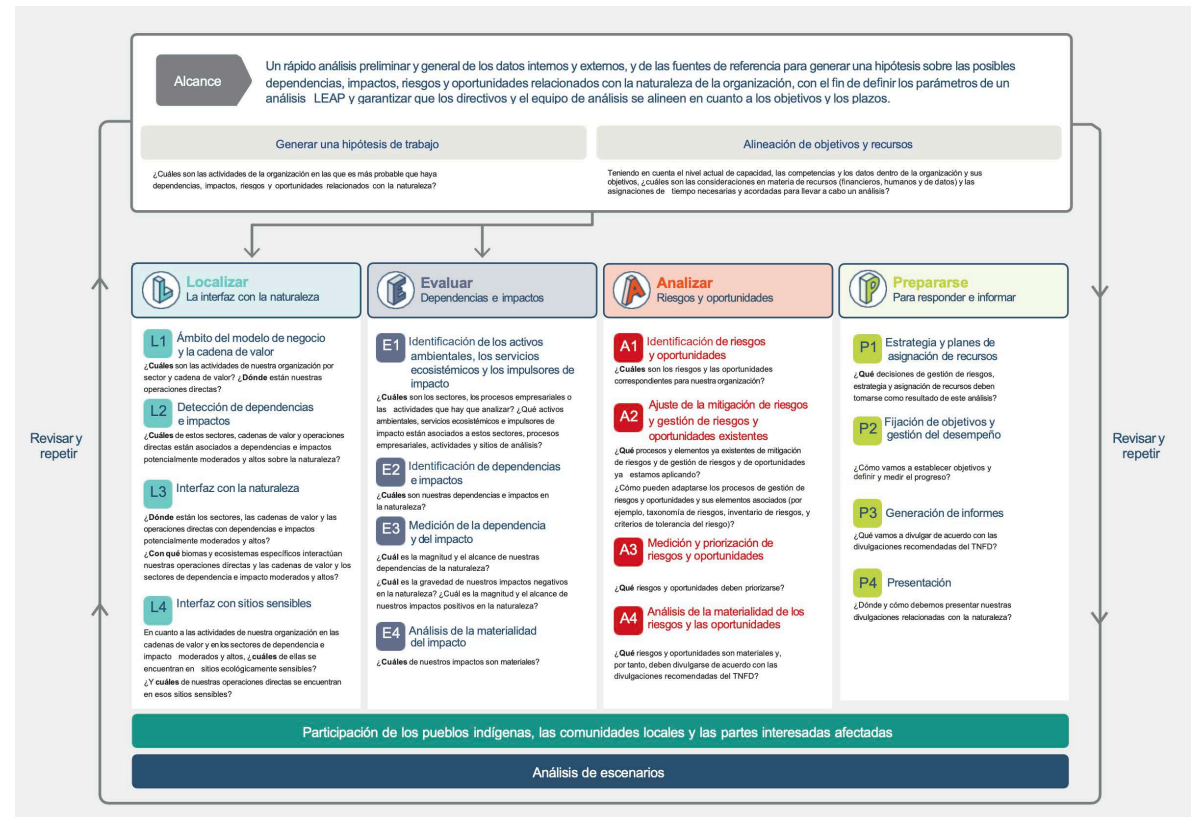 Alcance
Un rápido análisis preliminar y general de los datos internos y externos, y de las fuentes de referencia para generar una hipótesis sobre las posibles
dependencias, impactos, riesgos y oportunidades relacionados con la naturaleza de la organización, con el fin de definir los parámetros de un
análisis LEAP y garantizar que los directivos y el equipo de análisis se alineen en cuanto a los objetivos y los plazos.
Generar una hipótesis de trabajo
¿Cuáles son las actividades de la organización en las que es más probable que haya
dependencias, impactos, riesgos y oportunidades relacionados con la naturaleza?
Alineación de objetivos y recursos
Teniendo en cuenta el nivel actual de capacidad, las competencias y los datos dentro de la organización y sus
objetivos, ¿cuáles son las consideraciones en materia de recursos (financieros, humanos y de datos) y las
asignaciones de tiempo necesarias y acordadas para llevar a cabo un análisis?
Revisar y
repetir
L
Localizar
La interfaz con la naturaleza
L1
Ámbito del modelo de negocio
y la cadena de valor
¿Cuáles son las actividades de nuestra organización por
sector y cadena de valor? ¿Dónde están nuestras
operaciones directas?
L2
Detección de dependencias
e impactos
¿Cuáles de estos sectores, cadenas de valor y operaciones
directas están asociados a dependencias e impactos
potencialmente moderados y altos sobre la naturaleza?
L3
Interfaz con la naturaleza
¿Dónde están los sectores, las cadenas de valor y las
operaciones directas con dependencias e impactos
potencialmente moderados y altos?
¿Con qué biomas y ecosistemas específicos interactúan
nuestras operaciones directas y las cadenas de valor y los
sectores de dependencia e impacto moderados y altos?
L4
Interfaz con sitios sensibles
En cuanto a las actividades de nuestra organización en las
cadenas de valor y en los sectores de dependencia e
impacto moderados y altos, ¿cuáles de ellas se
encuentran en sitios ecológicamente sensibles?
¿Y cuáles de nuestras operaciones directas se encuentran
en esos sitios sensibles?
E
Evaluar
Dependencias e impactos
E1
Identificación de los activos
ambientales, los servicios
ecosistémicos y los impulsores de
impacto
¿Cuáles son los sectores, los procesos empresariales o
las actividades que hay que analizar? ¿Qué activos
ambientales, servicios ecosistémicos e impulsores de
impacto están asociados a estos sectores, procesos
empresariales, actividades y sitios de análisis?
E2
Identificación de dependencias
e impactos
¿Cuáles son nuestras dependencias e impactos en
la naturaleza?
E3
Medición de la dependencia
y del impacto
¿Cuál es la magnitud y el alcance de nuestras
dependencias de la naturaleza?
¿Cuál es la gravedad de nuestros impactos negativos
en la naturaleza? ¿Cuál es la magnitud y el alcance de
nuestros impactos positivos en la naturaleza?
E4
Análisis de la materialidad
del impacto
¿Cuáles de nuestros impactos son materiales?
A
Analizar
Riesgos y oportunidades
A1
Identificación de riesgos
y oportunidades
¿Cuáles son los riesgos y las oportunidades
correspondientes para nuestra organización?
A2
Ajuste de la mitigación de riesgos
y gestión de riesgos y
oportunidades existentes
¿Qué procesos y elementos ya existentes de mitigación
de riesgos y de gestión de riesgos y de oportunidades
ya estamos aplicando?
¿Cómo pueden adaptarse los procesos de gestión de
riesgos y oportunidades y sus elementos asociados (por
ejemplo, taxonomía de riesgos, inventario de riesgos, y
criterios de tolerancia del riesgo)?
A3
Medición y priorización de
riesgos y oportunidades
¿Qué riesgos y oportunidades deben priorizarse?
A4
Análisis de la materialidad de los
riesgos y las oportunidades
¿Qué riesgos y oportunidades son materiales y,
por tanto, deben divulgarse de acuerdo con las
divulgaciones recomendadas del TNFD?
P
Prepararse
Para responder e informar
P1
Estrategia y planes de
asignación de recursos
¿Qué decisiones de gestión de riesgos,
estrategia y asignación de recursos deben
tomarse como resultado de este análisis?
P2
Fijación de objetivos y
gestión del desempeño
¿Cómo vamos a establecer objetivos y
definir y medir el progreso?
P3
Generación de informes
¿Qué vamos a divulgar de acuerdo con las
divulgaciones recomendadas del TNFD?
P4
Presentación
¿Dónde y cómo debemos presentar nuestras
divulgaciones relacionadas con la naturaleza?
Revisar y
repetir
Participación de los pueblos indígenas, las comunidades locales y las partes interesadas afectadas
Análisis de escenarios